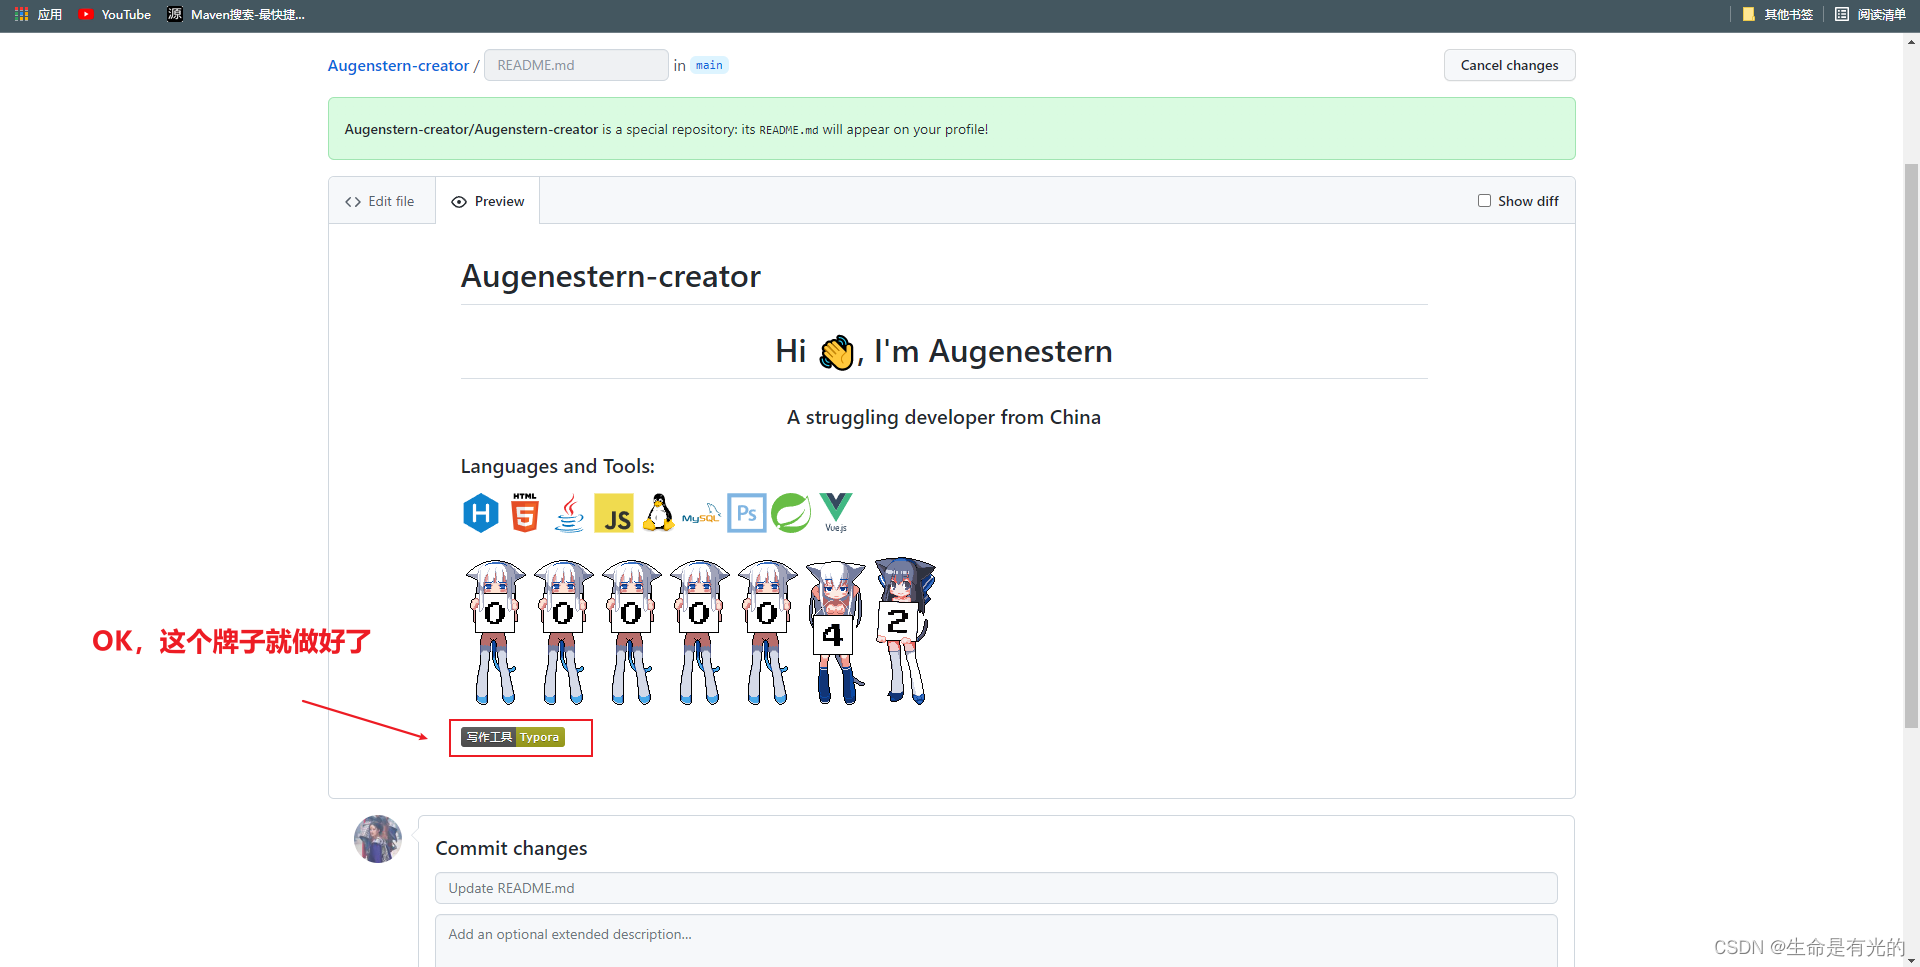 应用 YouTube 源 Maven搜索-最快捷... 其他书签 阅读清单
Augenstern-creator / README.md in main Cancel changes
Augenstern-creator/Augenstern-creator is a special repository: its README.md will appear on your profile!
Edit file Preview Show diff
Augenestern-creator
Hi 👋, I'm Augenestern
A struggling developer from China
Languages and Tools:
H HTML 5 JS MySQL Ps Vue.js
0 0 0 0 0 4 2
OK，这个牌子就做好了
写作工具 Typora
Commit changes
Update README.md
Add an optional extended description...
CSDN @生命是有光的